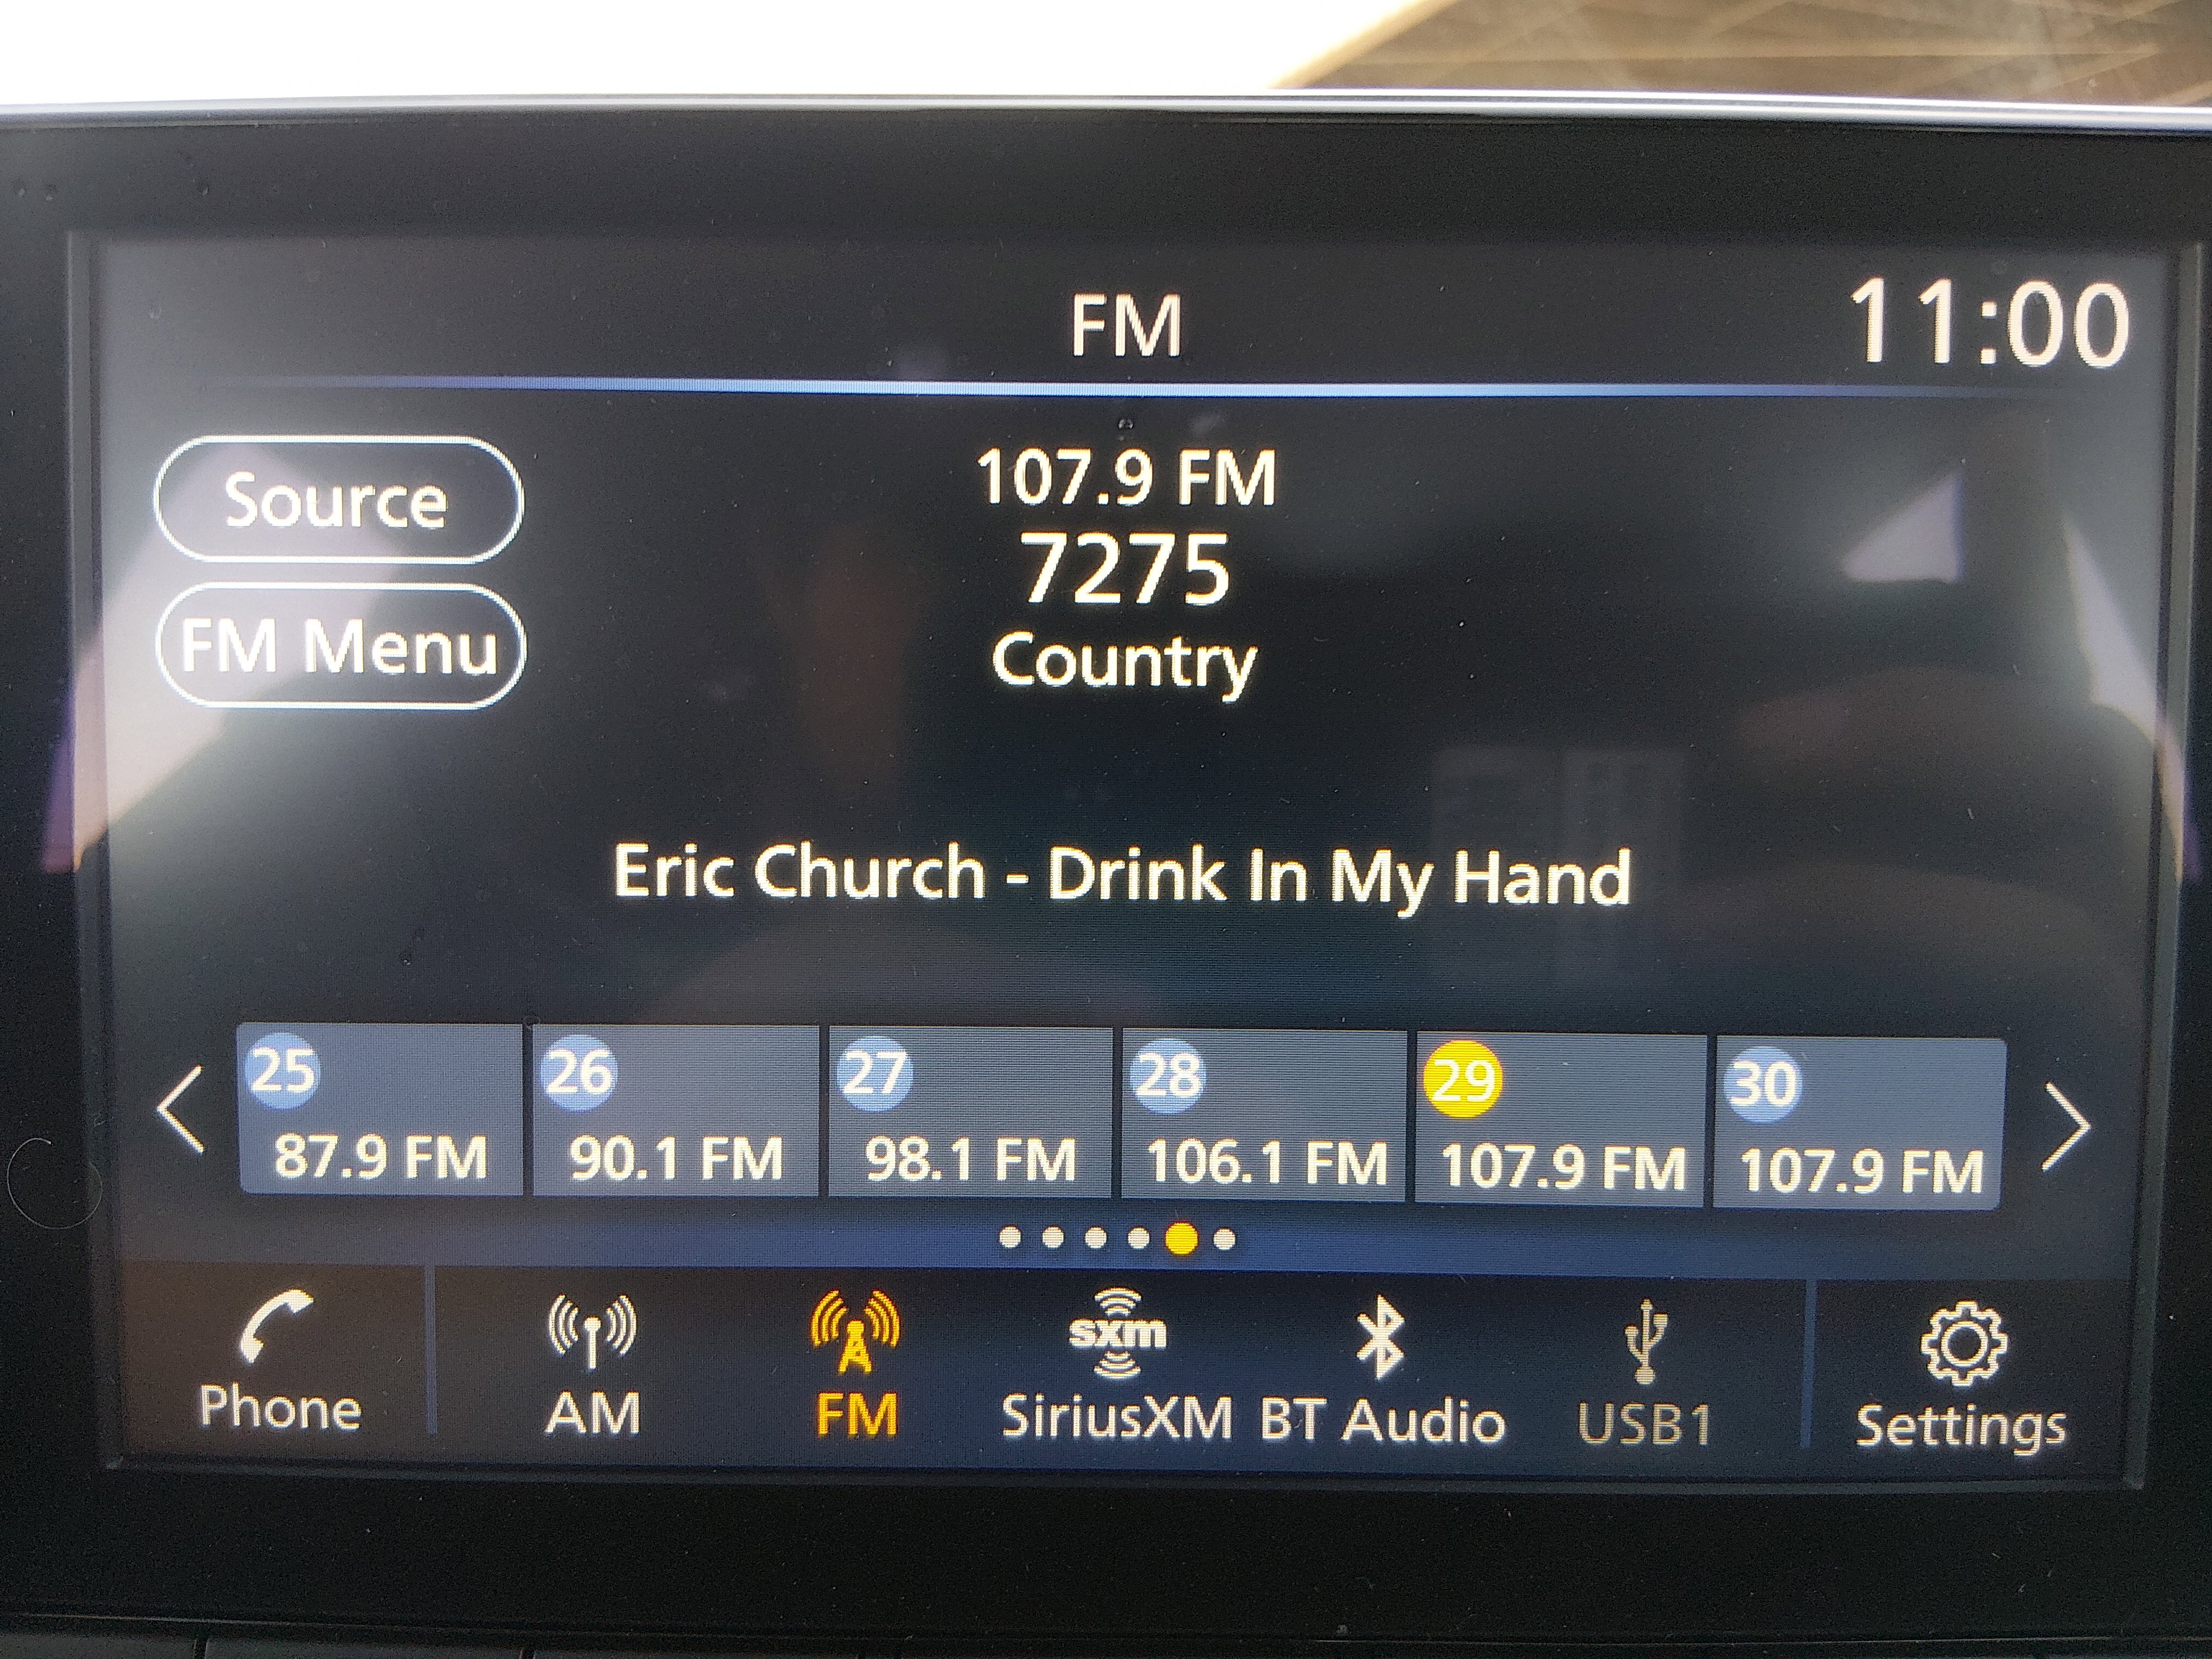 FM
11:00
Source
FM Menu
107.9 FM
7275
Country
Eric Church - Drink In My Hand
25
87.9 FM
26
90.1 FM
27
98.1 FM
28
106.1 FM
29
107.9 FM
30
107.9 FM
Phone
AM
FM
sxm
SiriusXM
BT Audio
USB1
Settings